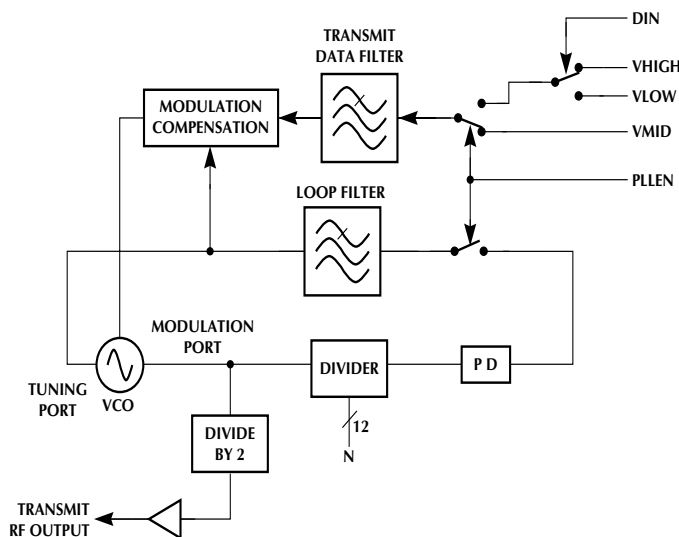 DIN
TRANSMIT
DATA FILTER
VHIGH
VLOW
MODULATION
COMPENSATION
VMID
PLLEN
LOOP FILTER
MODULATION
PORT
TUNING
PORT
VCO
DIVIDER
P D
12
N
DIVIDE
BY 2
TRANSMIT
RF OUTPUT